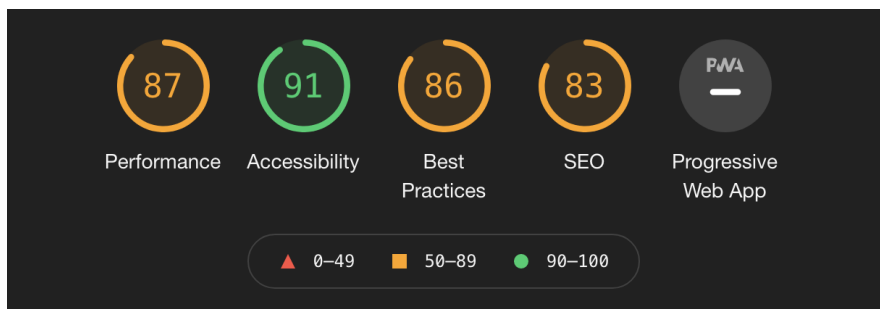 87
91
86
83
PWA
Performance
Accessibility
Best
Practices
SEO
Progressive
Web App
0–49
50–89
90–100